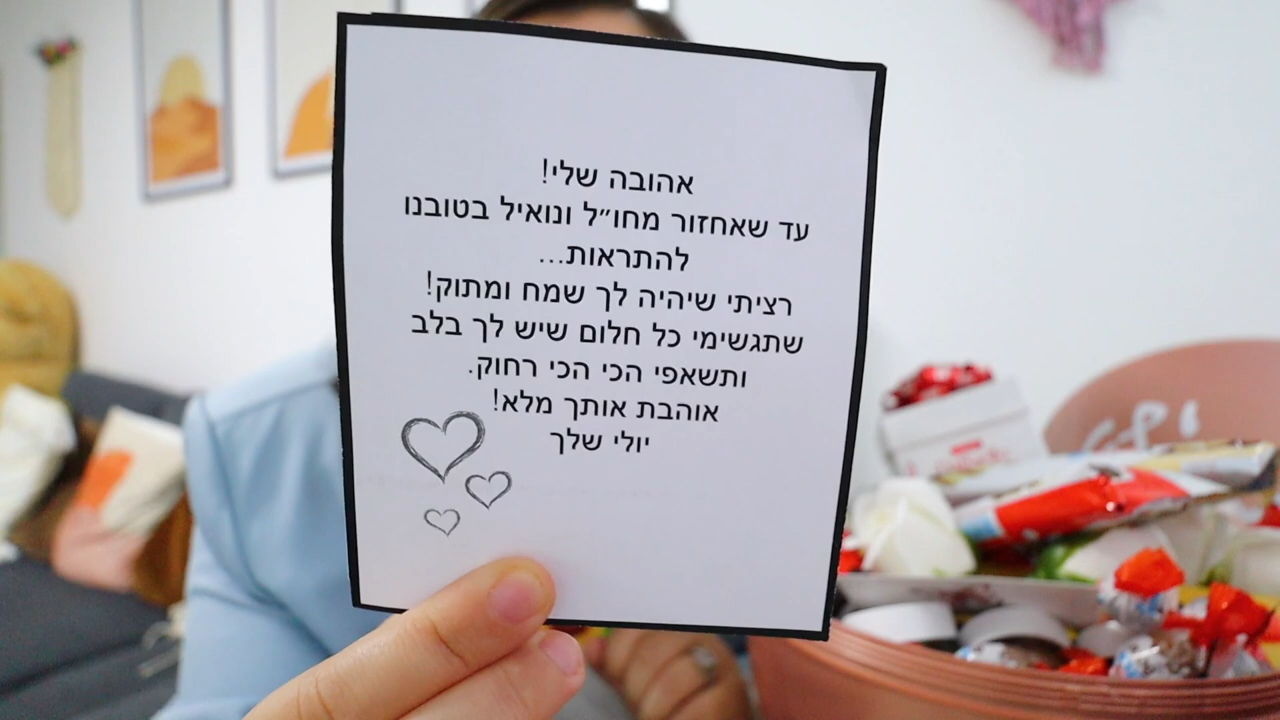 אהובה שלי!
עד שאחזור מחו״ל ונואיל בטובנו
להתראות...
רציתי שיהיה לך שמח ומתוק!
שתגשימי כל חלום שיש לך בלב
ותשאפי הכי הכי רחוק.
אוהבת אותך מלא!
יולי שלך